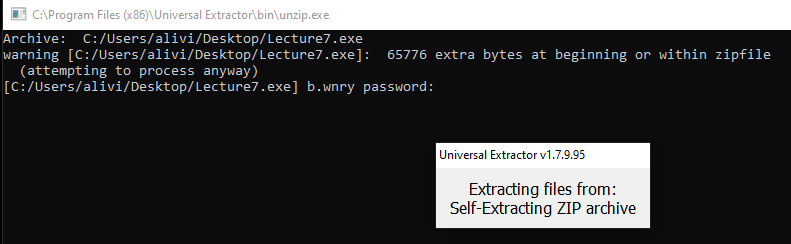 C:\Program Files (x86)\Universal Extractor\bin\unzip.exe
Archive:  C:/Users/alivi/Desktop/Lecture7.exe
warning [C:/Users/alivi/Desktop/Lecture7.exe]:  65776 extra bytes at beginning or within zipfile
  (attempting to process anyway)
[C:/Users/alivi/Desktop/Lecture7.exe] b.wnry password:
Universal Extractor v1.7.9.95
Extracting files from:
Self-Extracting ZIP archive